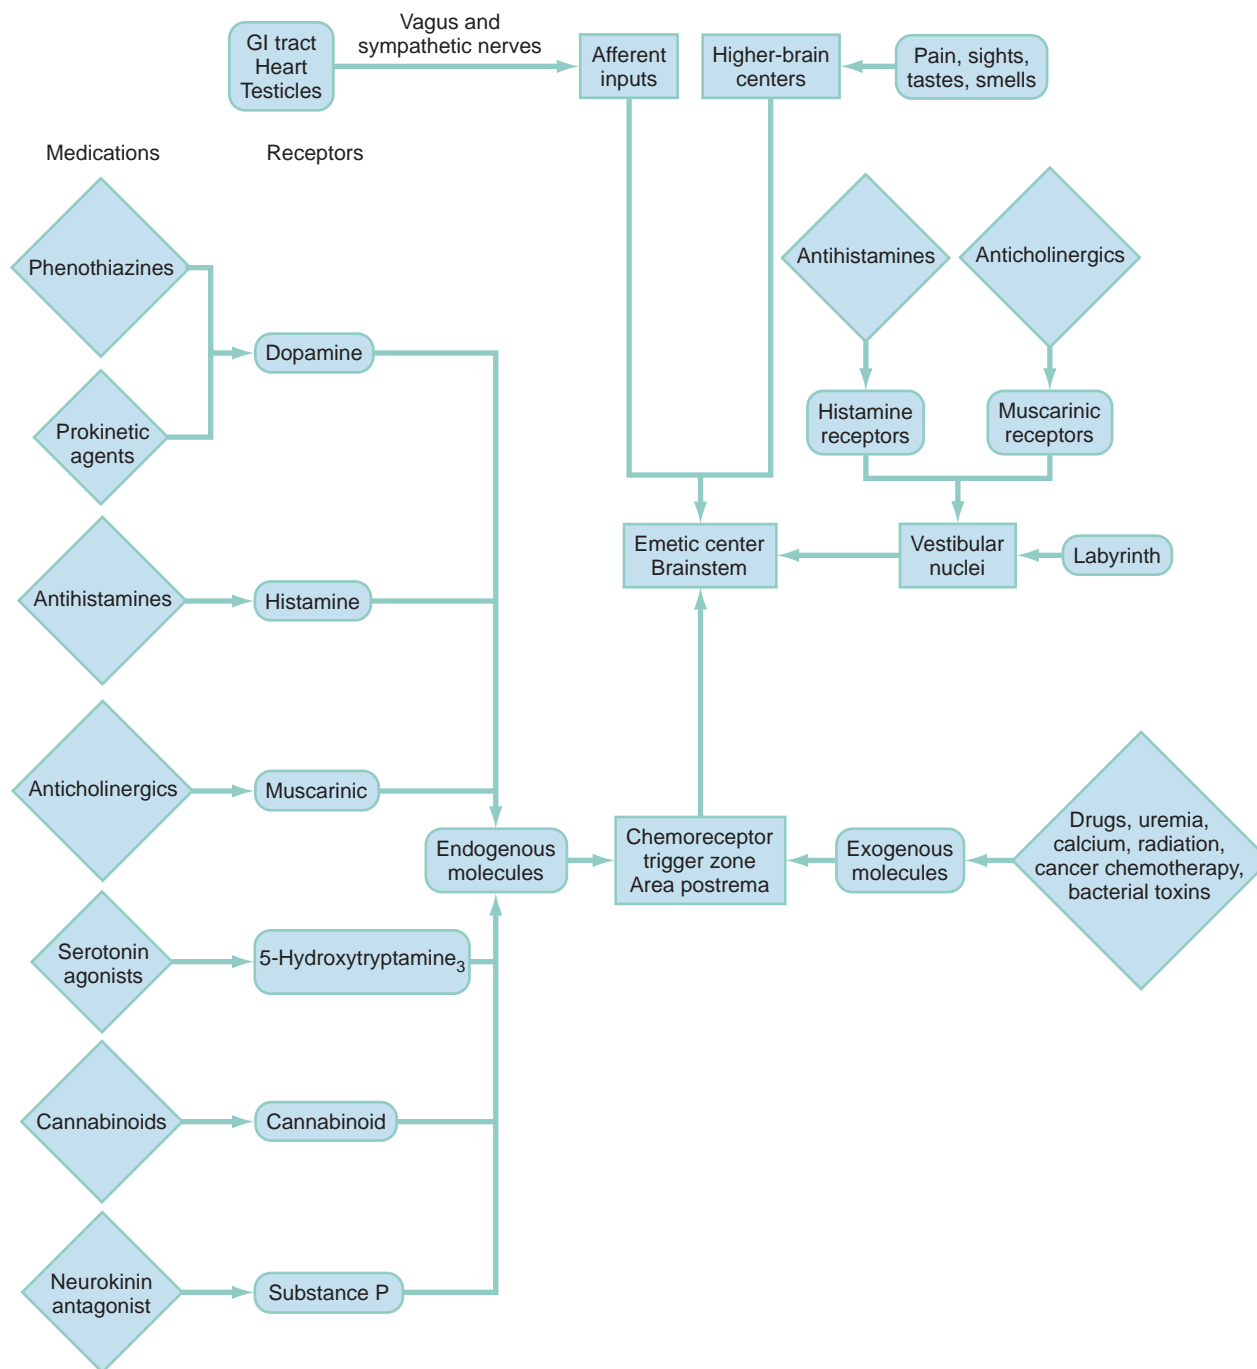 GI tract
Heart
Testicles
Vagus and
sympathetic nerves
Afferent
inputs
Higher-brain
centers
Pain, sights,
tastes, smells
Medications
Receptors
Phenothiazines
Prokinetic
agents
Dopamine
Antihistamines
Anticholinergics
Histamine
receptors
Muscarinic
receptors
Emetic center
Brainstem
Vestibular
nuclei
Labyrinth
Antihistamines
Histamine
Anticholinergics
Muscarinic
Endogenous
molecules
Chemoreceptor
trigger zone
Area postrema
Exogenous
molecules
Drugs, uremia,
calcium, radiation,
cancer chemotherapy,
bacterial toxins
Serotonin
agonists
5-Hydroxytryptamine₃
Cannabinoids
Cannabinoid
Neurokinin
antagonist
Substance P